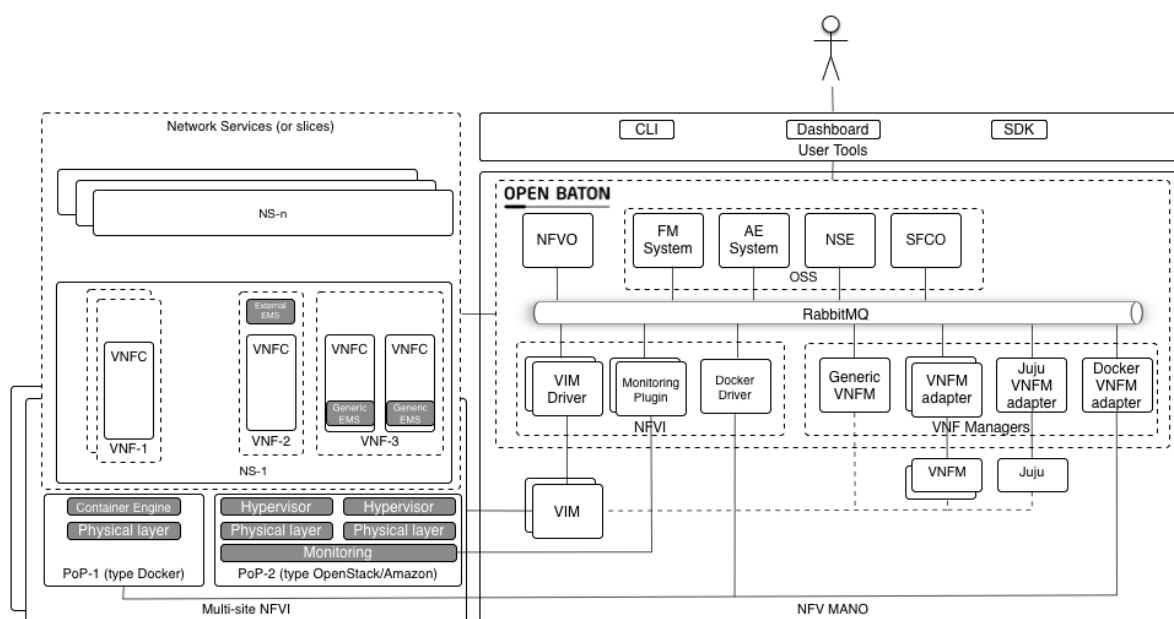 Network Services (or slices)
NS-n
External
EMS
VNFC
VNFC
VNFC
VNFC
Generic
EMS
Generic
EMS
VNF-1
VNF-2
VNF-3
NS-1
Container Engine
Physical layer
PoP-1 (type Docker)
Hypervisor
Hypervisor
Physical layer
Physical layer
Monitoring
PoP-2 (type OpenStack/Amazon)
Multi-site NFVI
CLI
Dashboard
SDK
User Tools
OPEN BATON
NFVO
FM
System
AE
System
NSE
SFCO
OSS
RabbitMQ
VIM
Driver
Monitoring
Plugin
Docker
Driver
NFVI
Generic
VNFM
VNFM
adapter
Juju
VNFM
adapter
Docker
VNFM
adapter
VNF Managers
VIM
VNFM
Juju
NFV MANO